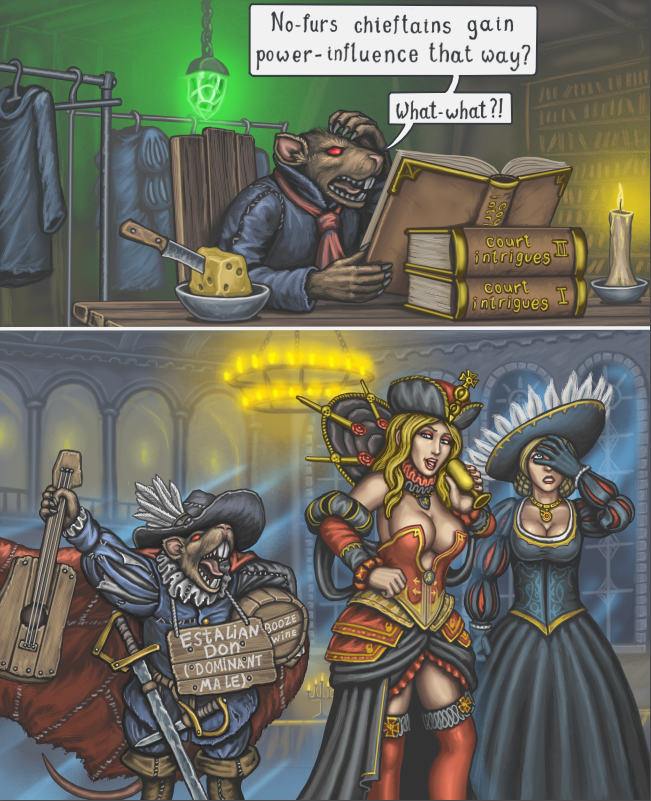 No-furs chieftains gain
power-influence that way?
What-what?!
court
intrigues III
court
intrigues I
ESTALIAN
DON
(DOMINANT
MALE)
BOOZE
WINE